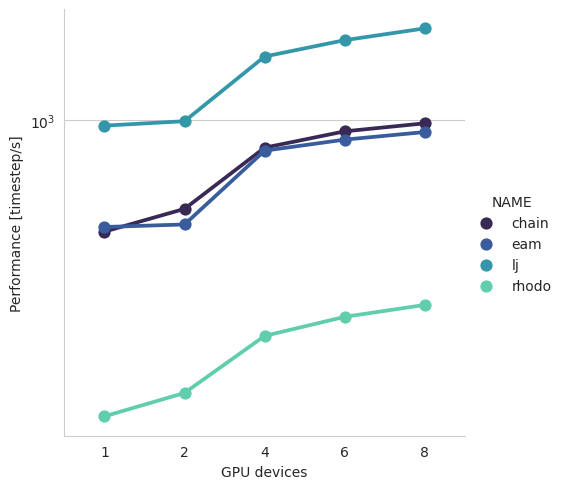 10³
Performance [timestep/s]
1 2 4 6 8
GPU devices
NAME
chain
eam
lj
rhodo